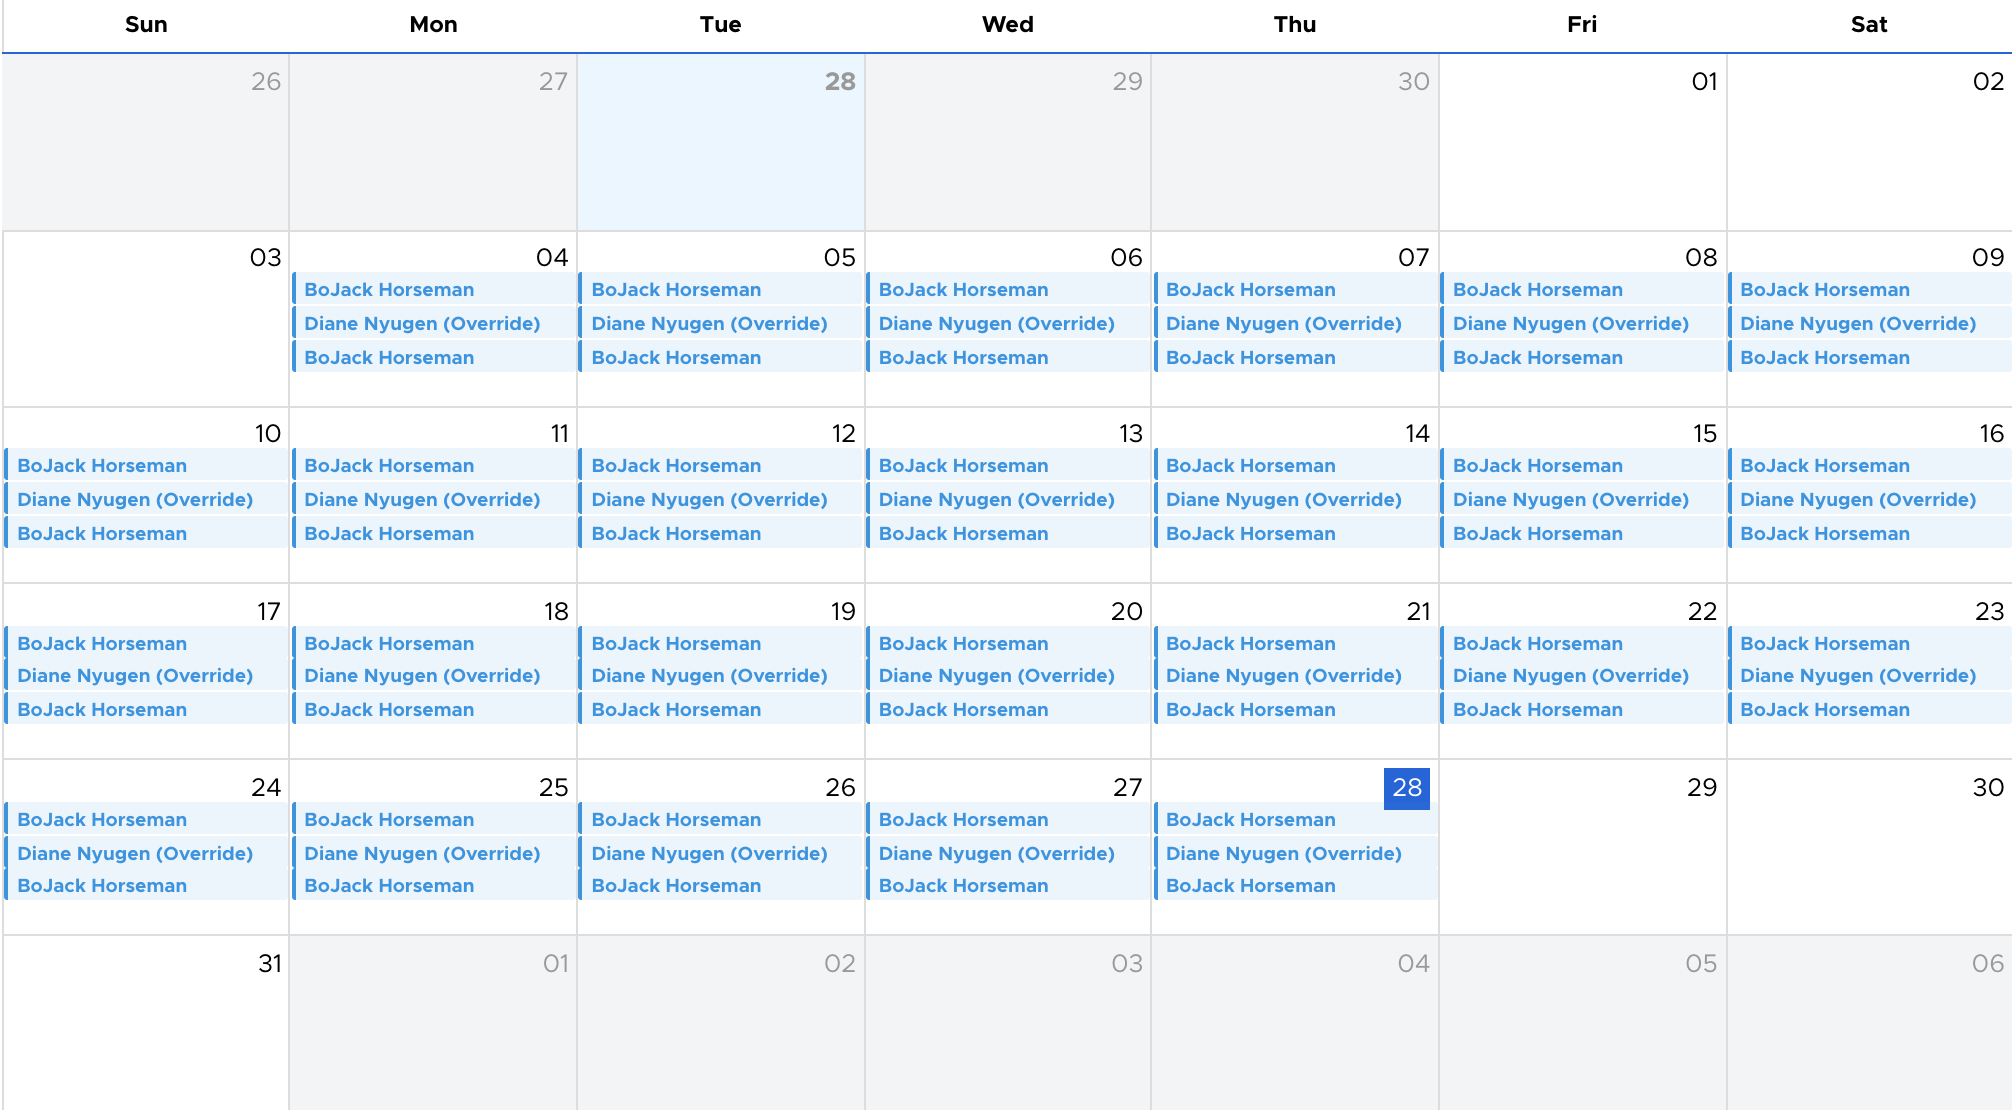 Sun Mon Tue Wed Thu Fri Sat
26 27 28 29 30 01 02
03 04 05 06 07 08 09
BoJack Horseman BoJack Horseman BoJack Horseman BoJack Horseman BoJack Horseman BoJack Horseman
Diane Nyugen (Override) Diane Nyugen (Override) Diane Nyugen (Override) Diane Nyugen (Override) Diane Nyugen (Override) Diane Nyugen (Override)
BoJack Horseman BoJack Horseman BoJack Horseman BoJack Horseman BoJack Horseman BoJack Horseman
10 11 12 13 14 15 16
BoJack Horseman BoJack Horseman BoJack Horseman BoJack Horseman BoJack Horseman BoJack Horseman BoJack Horseman
Diane Nyugen (Override) Diane Nyugen (Override) Diane Nyugen (Override) Diane Nyugen (Override) Diane Nyugen (Override) Diane Nyugen (Override) Diane Nyugen (Override)
BoJack Horseman BoJack Horseman BoJack Horseman BoJack Horseman BoJack Horseman BoJack Horseman BoJack Horseman
17 18 19 20 21 22 23
BoJack Horseman BoJack Horseman BoJack Horseman BoJack Horseman BoJack Horseman BoJack Horseman BoJack Horseman
Diane Nyugen (Override) Diane Nyugen (Override) Diane Nyugen (Override) Diane Nyugen (Override) Diane Nyugen (Override) Diane Nyugen (Override) Diane Nyugen (Override)
BoJack Horseman BoJack Horseman BoJack Horseman BoJack Horseman BoJack Horseman BoJack Horseman BoJack Horseman
24 25 26 27 28 29 30
BoJack Horseman BoJack Horseman BoJack Horseman BoJack Horseman BoJack Horseman
Diane Nyugen (Override) Diane Nyugen (Override) Diane Nyugen (Override) Diane Nyugen (Override) Diane Nyugen (Override)
BoJack Horseman BoJack Horseman BoJack Horseman BoJack Horseman BoJack Horseman
31 01 02 03 04 05 06